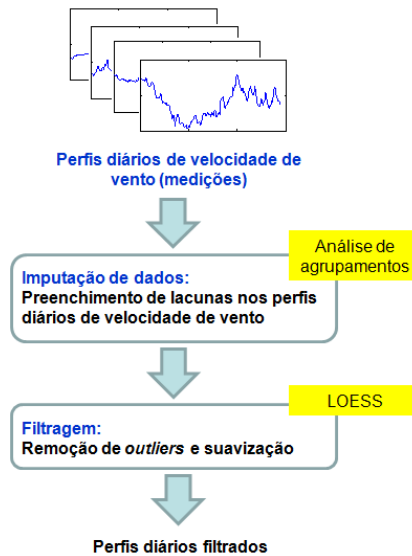 Perfis diários de velocidade de
vento (medições)
Análise de
agrupamentos
Imputação de dados:
Preenchimento de lacunas nos perfis
diários de velocidade de vento
LOESS
Filtragem:
Remoção de outliers e suavização
Perfis diários filtrados